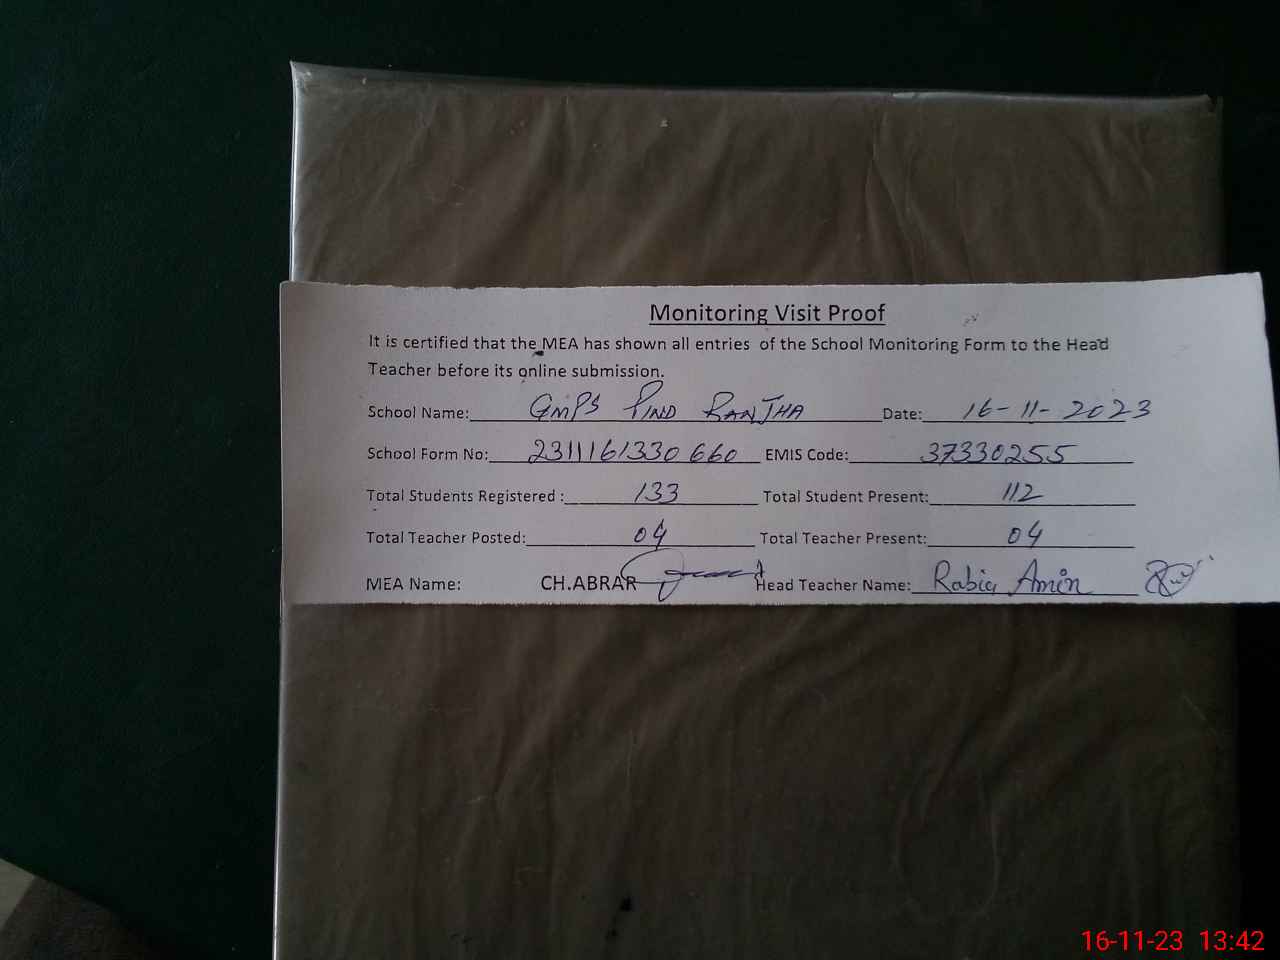 Monitoring Visit Proof
It is certified that the MEA has shown all entries of the School Monitoring Form to the Head
Teacher before its online submission.
School Name: GMPS PIND RANJHA Date: 16-11-2023
School Form No: 2311161330660 EMIS Code: 37330255
Total Students Registered : 133 Total Student Present: 112
Total Teacher Posted: 04 Total Teacher Present: 04
MEA Name: CH.ABRAR Head Teacher Name: Rabia Amin
16-11-23 13:42